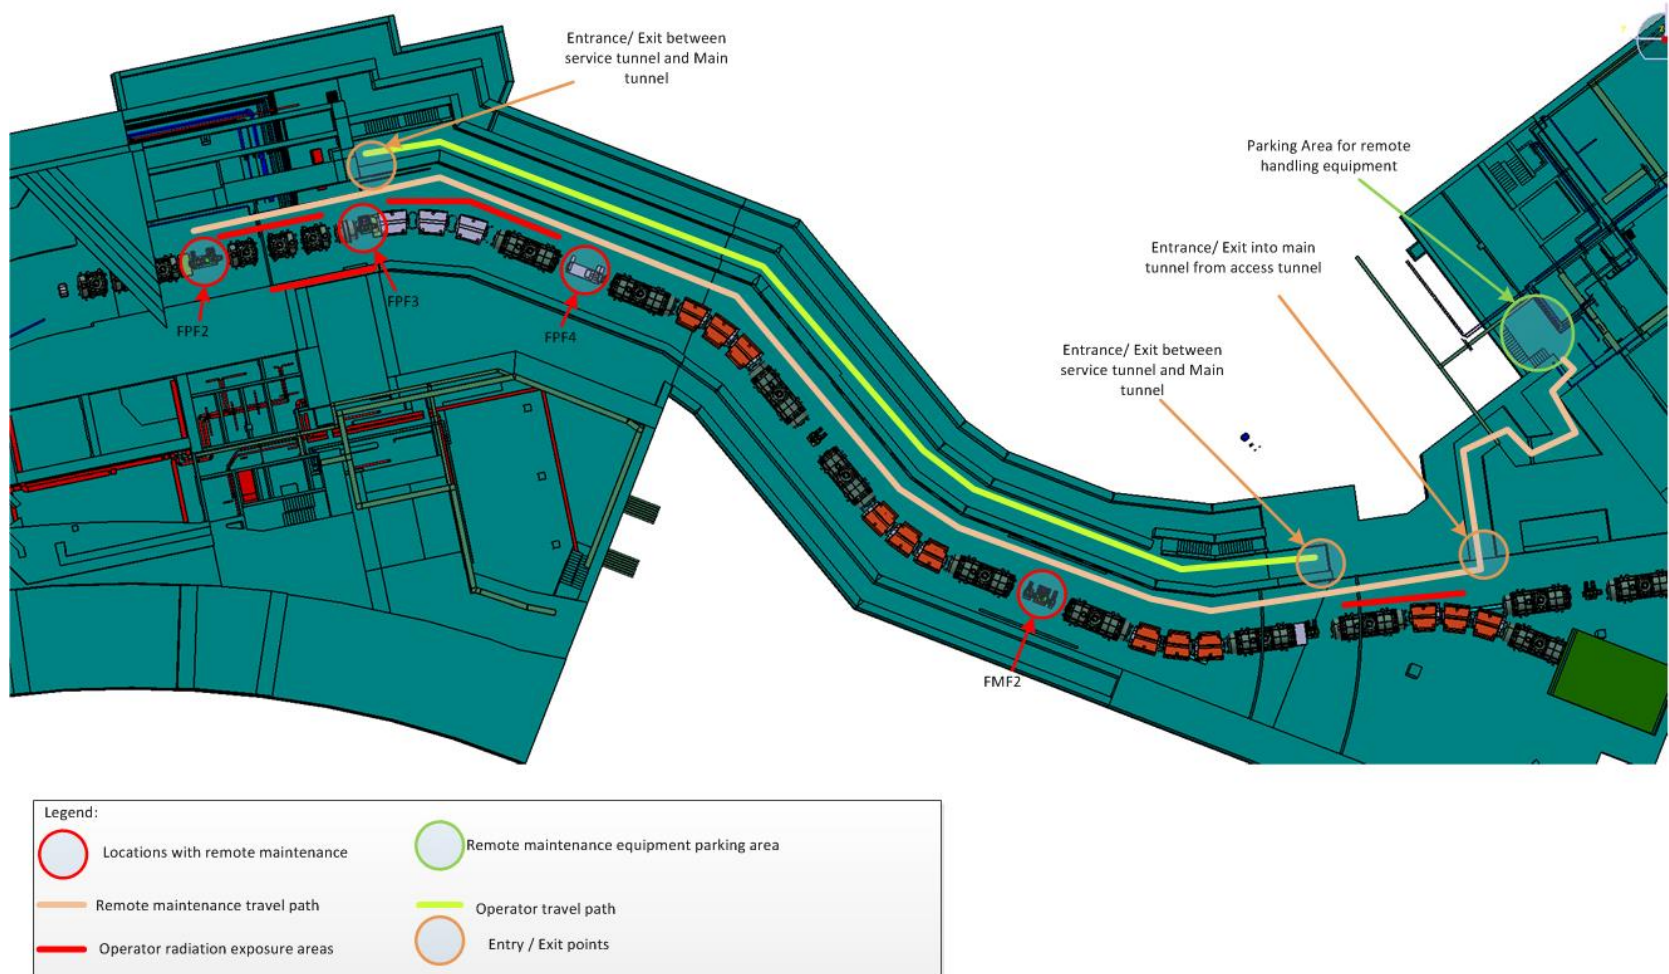 Entrance/ Exit between
service tunnel and Main
tunnel
Parking Area for remote
handling equipment
Entrance/ Exit into main
tunnel from access tunnel
Entrance/ Exit between
service tunnel and Main
tunnel
FPF2
FPF3
FPF4
FMF2
Legend:
Locations with remote maintenance
Remote maintenance equipment parking area
Remote maintenance travel path
Operator travel path
Operator radiation exposure areas
Entry / Exit points